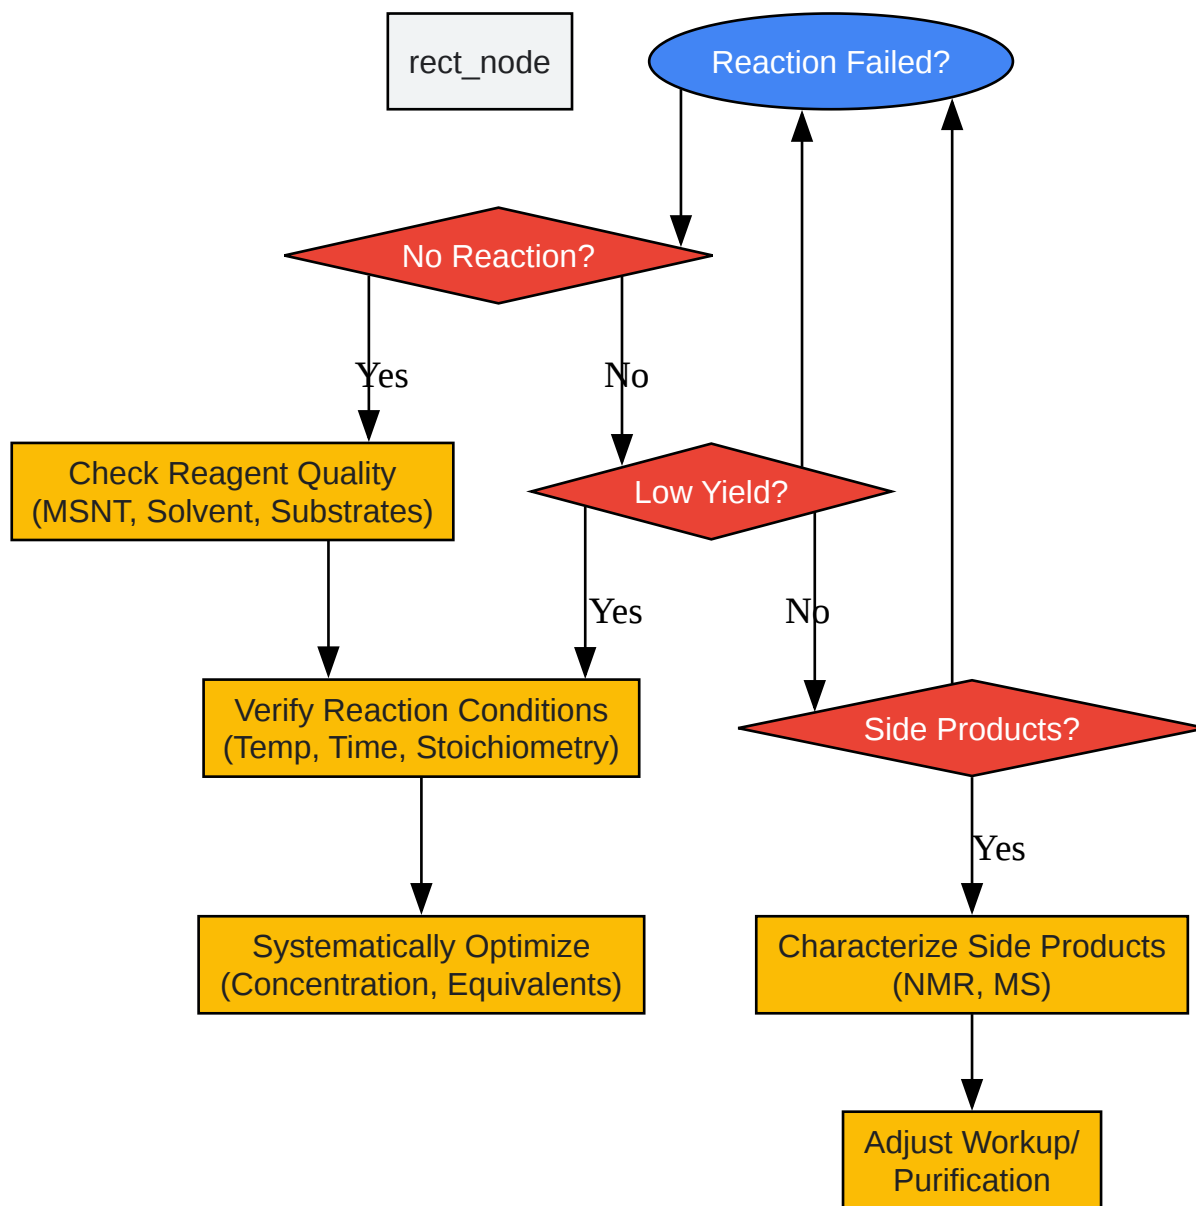 rect_node
Reaction Failed?
No Reaction?
Yes
No
Check Reagent Quality
(MSNT, Solvent, Substrates)
Low Yield?
Yes
No
Verify Reaction Conditions
(Temp, Time, Stoichiometry)
Side Products?
Yes
Systematically Optimize
(Concentration, Equivalents)
Characterize Side Products
(NMR, MS)
Adjust Workup/
Purification